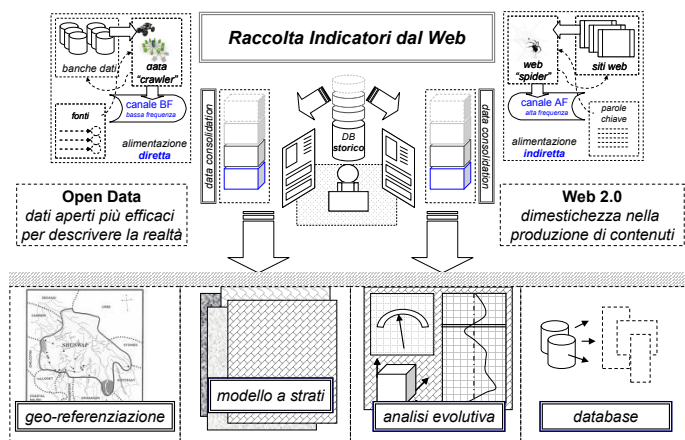 Raccolta Indicatori dal Web
banche dati
data
"crawler"
canale BF
bassa frequenza
fonti
alimentazione
diretta
data consolidation
DB
storico
data consolidation
web
"spider"
siti web
canale AF
alta frequenza
parole
chiave
alimentazione
indiretta
Open Data
dati aperti più efficaci
per descrivere la realtà
Web 2.0
dimestichezza nella
produzione di contenuti
SHUSWAP
geo-referenziazione
modello a strati
analisi evolutiva
database